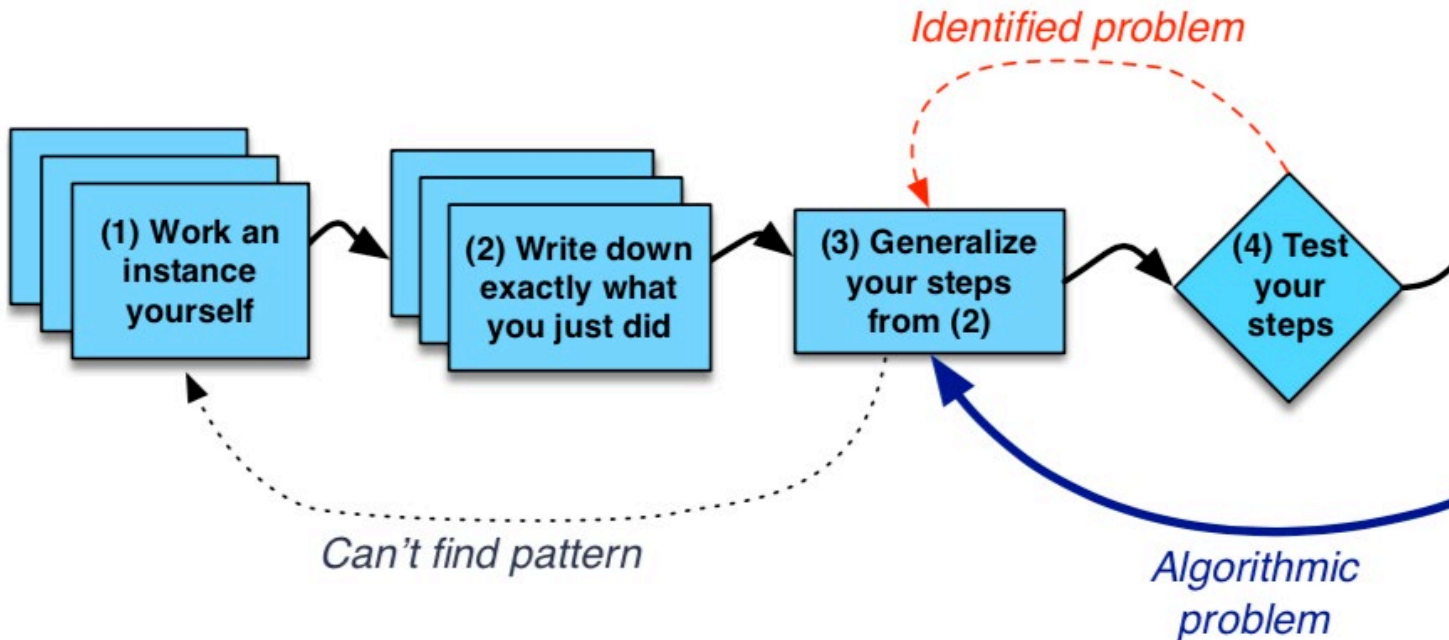 Identified problem
(1) Work an
instance
yourself
(2) Write down
exactly what
you just did
(3) Generalize
your steps
from (2)
(4) Test
your
steps
Can't find pattern
Algorithmic
problem